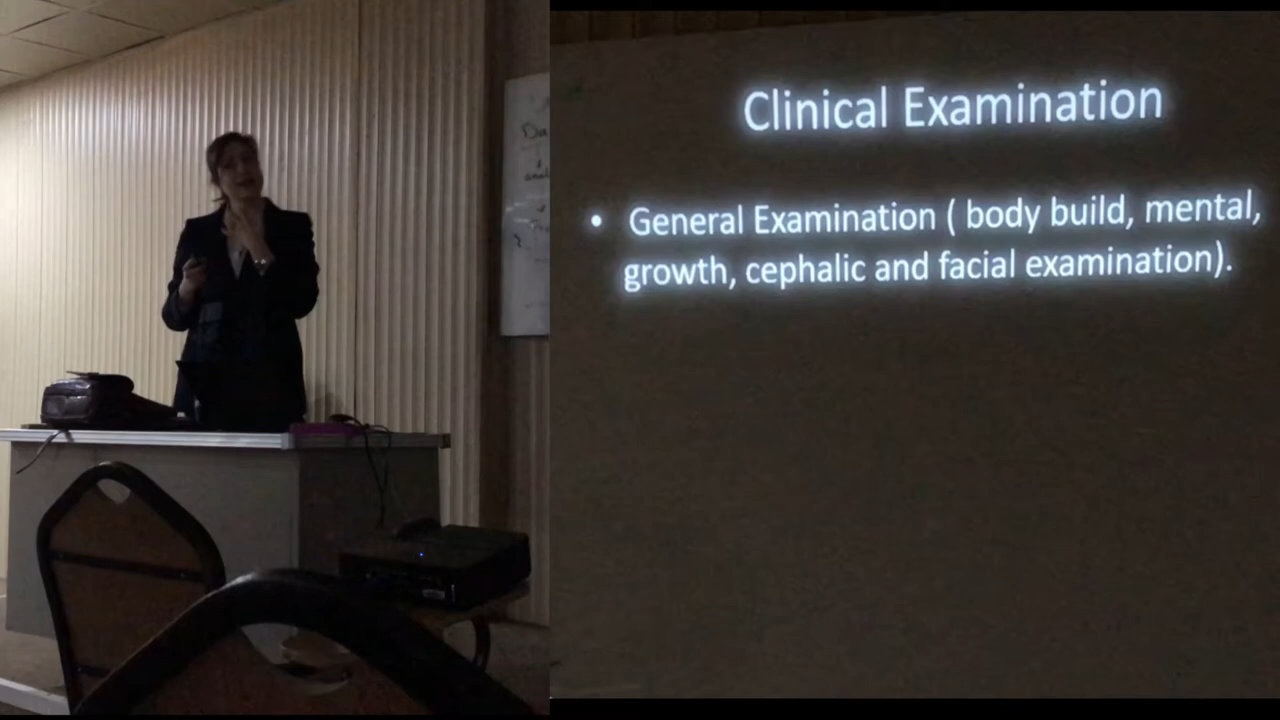 Clinical Examination
• General Examination ( body build, mental,
growth, cephalic and facial examination).